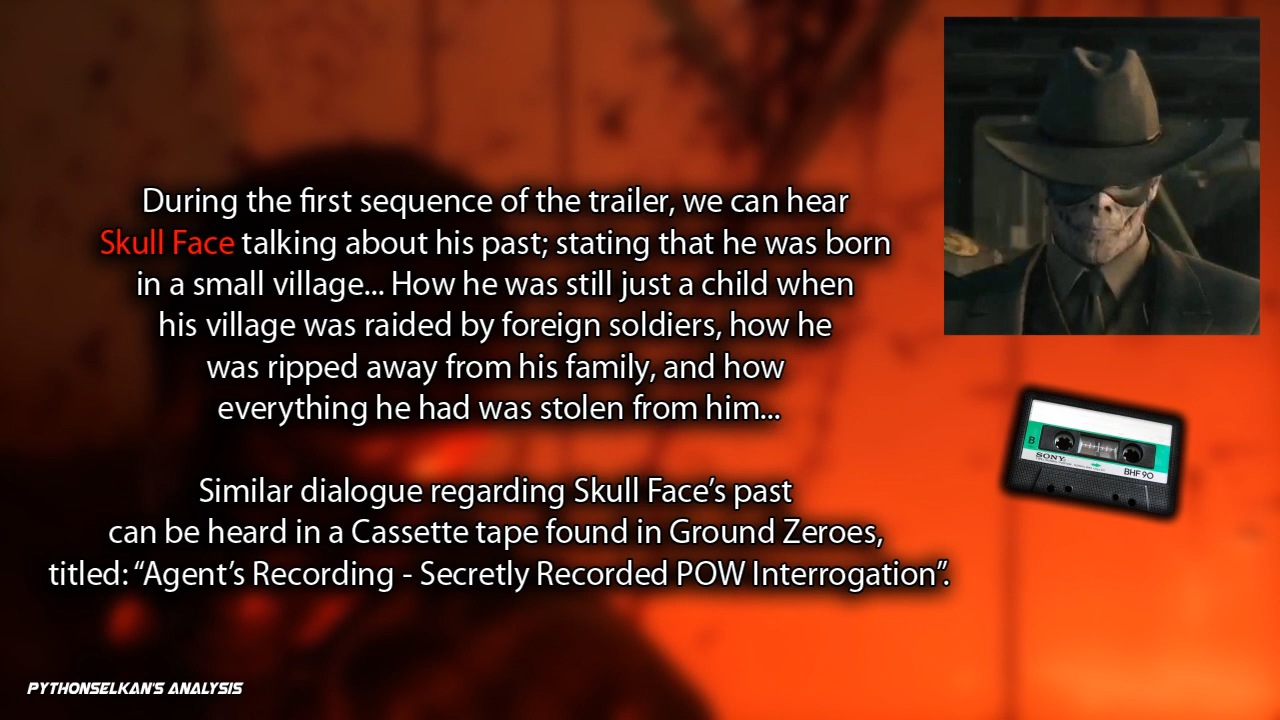 During the first sequence of the trailer, we can hear
Skull Face talking about his past; stating that he was born
in a small village... How he was still just a child when
his village was raided by foreign soldiers, how he
was ripped away from his family, and how
everything he had was stolen from him...
Similar dialogue regarding Skull Face's past
can be heard in a Cassette tape found in Ground Zeroes,
titled: “Agent's Recording - Secretly Recorded POW Interrogation”.
B
SONY
BHF 90
PYTHONSELKAN'S ANALYSIS